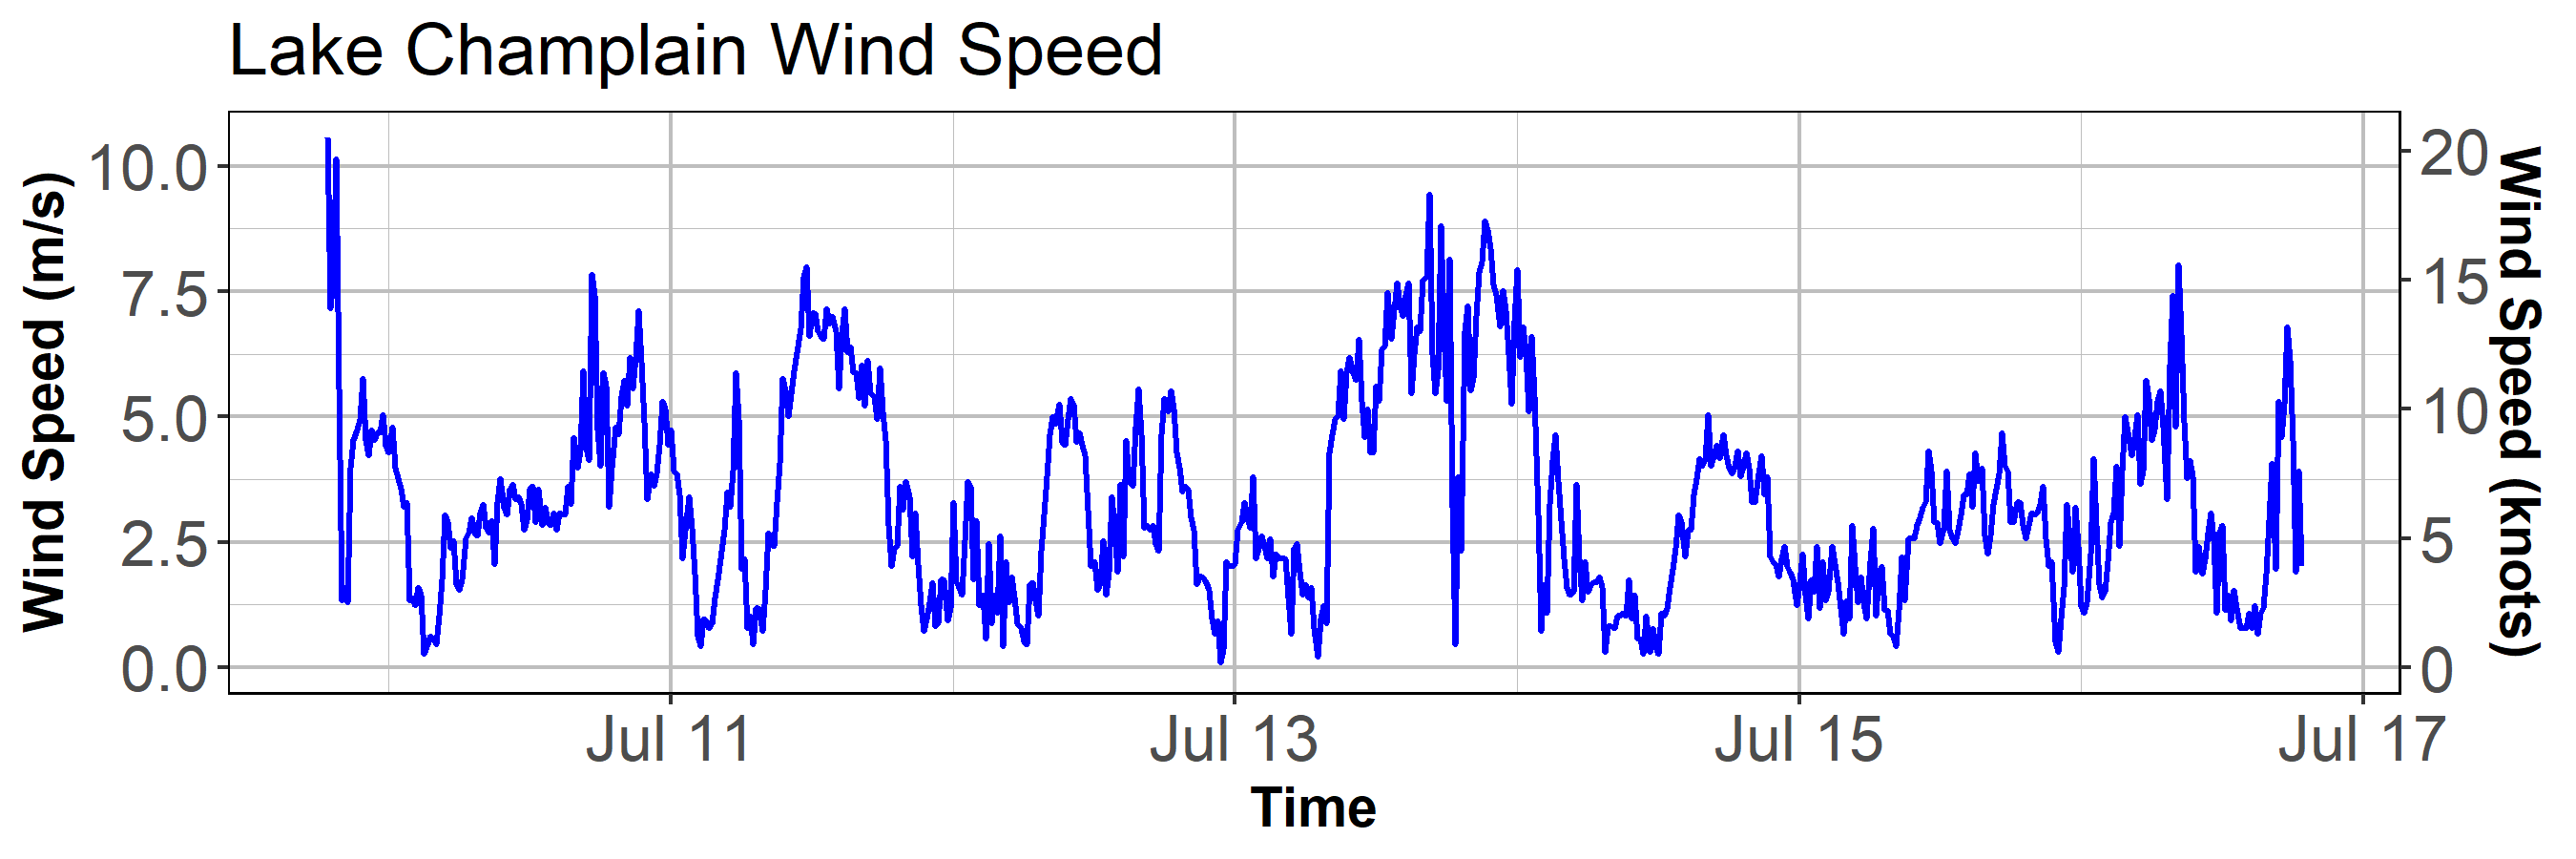 Lake Champlain Wind Speed
Wind Speed (m/s)
10.0
7.5
5.0
2.5
0.0
20
15
10
5
0
Wind Speed (knots)
Jul 11
Jul 13
Jul 15
Jul 17
Time